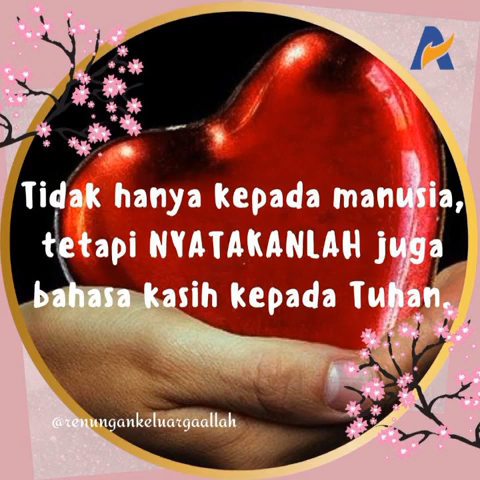 Tidak hanya kepada manusia,
tetapi NYATAKANLAH juga
bahasa kasih kepada Tuhan.
@renungankeluargaallah